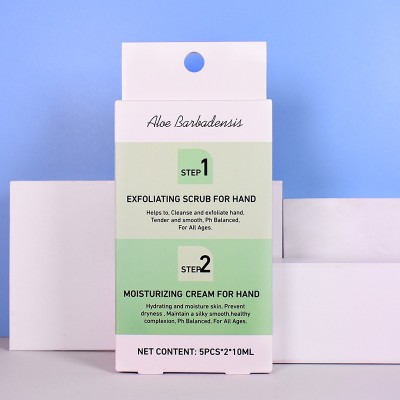 Aloe Barbadensis
STEP 1
EXFOLIATING SCRUB FOR HAND
Helps to, Cleanse and exfoliate hand,
Tender and smooth, Ph Balanced,
For All Ages.
STEP 2
MOISTURIZING CREAM FOR HAND
Hydrating and moisture skin, Prevent
dryness , Maintain a silky smooth,healthy
complexion, Ph Balanced, For All Ages.
NET CONTENT: 5PCS*2*10ML